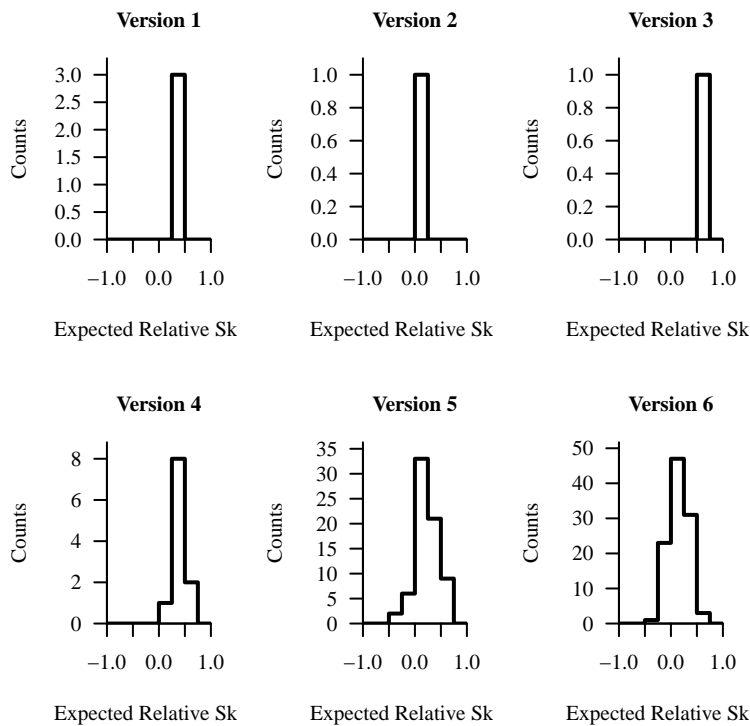 Version 1
3.0
2.5
2.0
1.5
1.0
0.5
0.0
Counts
−1.0 0.0 1.0
Expected Relative Sk
Version 2
1.0
0.8
0.6
0.4
0.2
0.0
Counts
−1.0 0.0 1.0
Expected Relative Sk
Version 3
1.0
0.8
0.6
0.4
0.2
0.0
Counts
−1.0 0.0 1.0
Expected Relative Sk
Version 4
8
6
4
2
0
Counts
−1.0 0.0 1.0
Expected Relative Sk
Version 5
35
30
25
20
15
10
5
0
Counts
−1.0 0.0 1.0
Expected Relative Sk
Version 6
50
40
30
20
10
0
Counts
−1.0 0.0 1.0
Expected Relative Sk